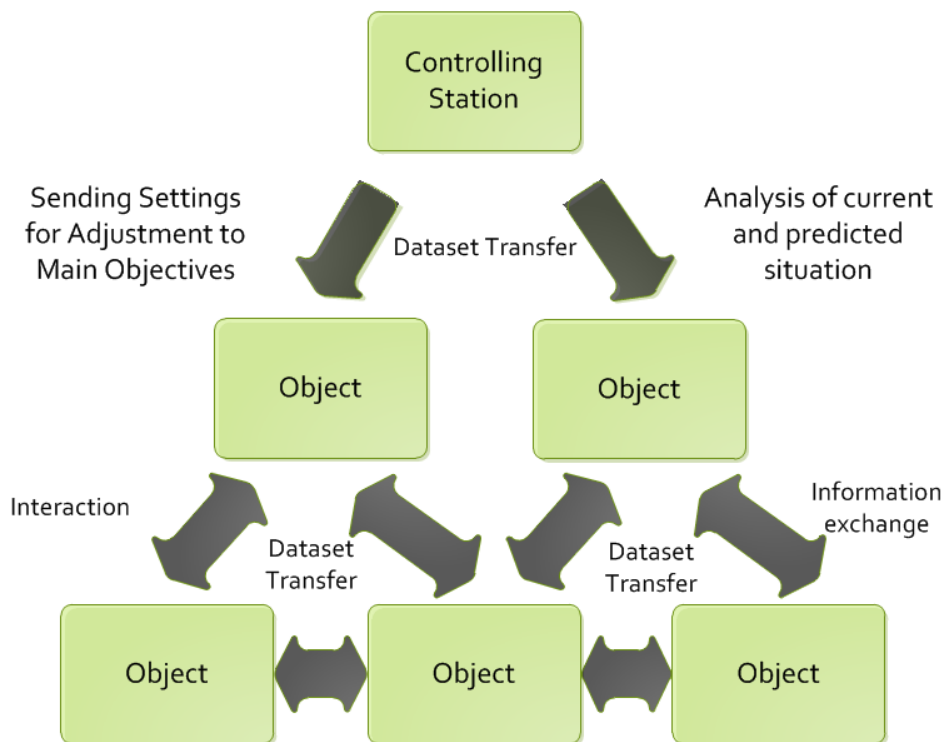 Controlling
Station
Sending Settings
for Adjustment to
Main Objectives
Dataset Transfer
Analysis of current
and predicted
situation
Object
Object
Interaction
Dataset
Transfer
Dataset
Transfer
Information
exchange
Object
Object
Object